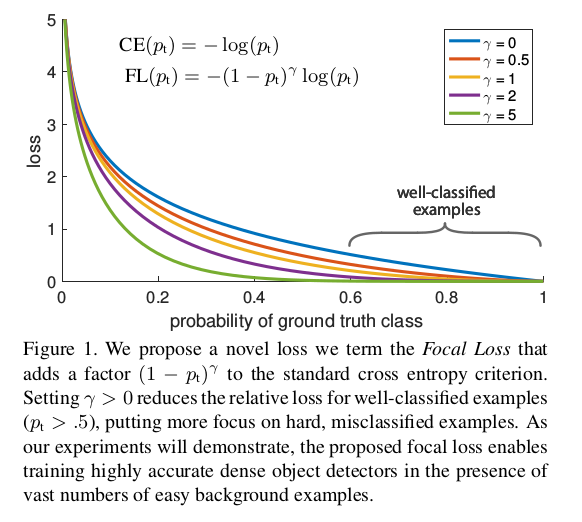 5
4
3
2
1
0
loss
CE(pₜ) = − log(pₜ)
FL(pₜ) = −(1 − pₜ)^γ log(pₜ)
γ = 0
γ = 0.5
γ = 1
γ = 2
γ = 5
well-classified
examples
0 0.2 0.4 0.6 0.8 1
probability of ground truth class
Figure 1. We propose a novel loss we term the Focal Loss that
adds a factor (1 − pₜ)^γ to the standard cross entropy criterion.
Setting γ > 0 reduces the relative loss for well-classified examples
(pₜ > .5), putting more focus on hard, misclassified examples. As
our experiments will demonstrate, the proposed focal loss enables
training highly accurate dense object detectors in the presence of
vast numbers of easy background examples.